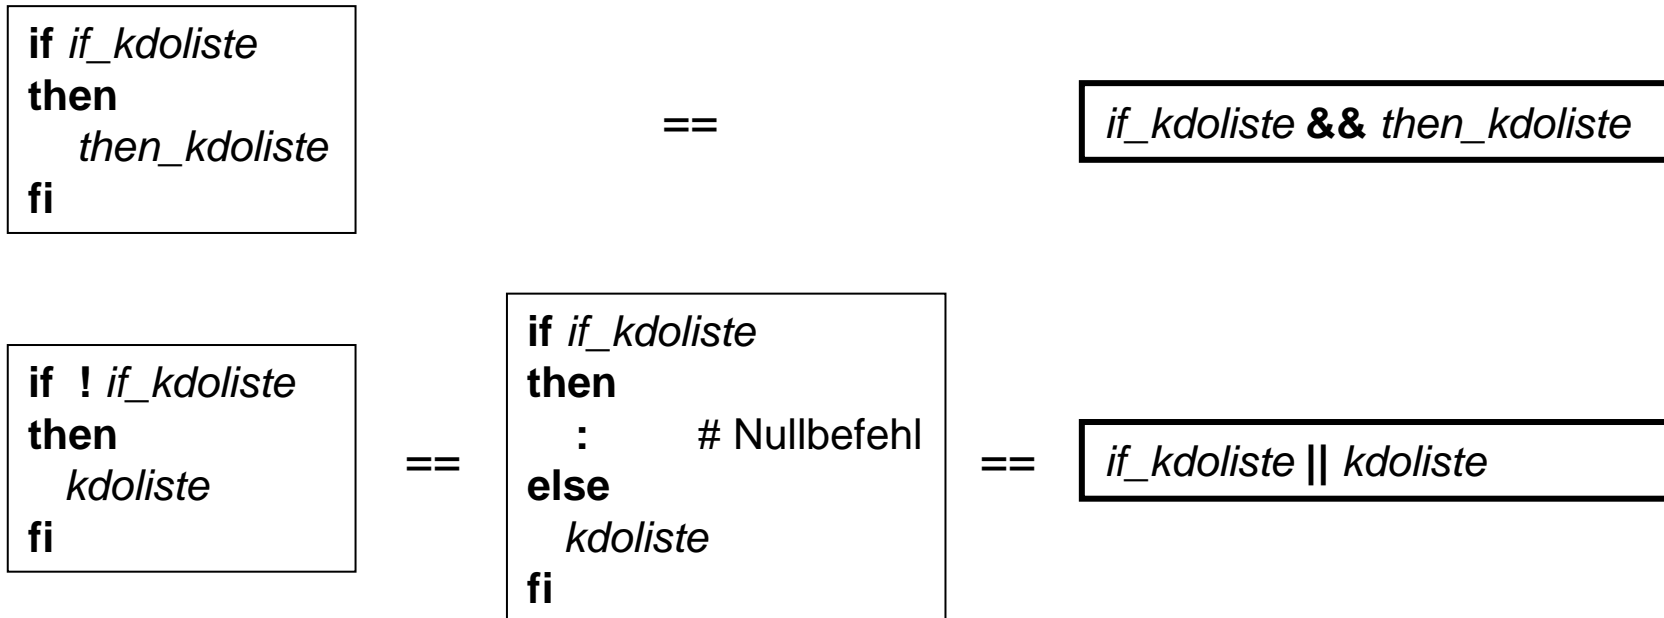 if if_kdoliste
then
then_kdoliste
fi
==
if_kdoliste && then_kdoliste
if ! if_kdoliste
then
kdoliste
fi
==
if if_kdoliste
then
: # Nullbefehl
else
kdoliste
fi
==
if_kdoliste || kdoliste